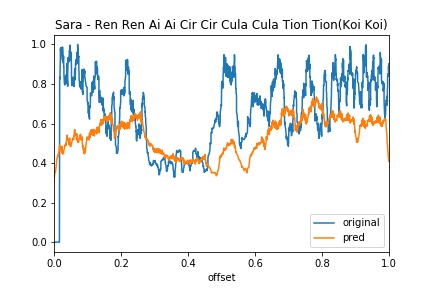 Sara - Ren Ren Ai Ai Cir Cir Cula Cula Tion Tion(Koi Koi)
1.0
0.8
0.6
0.4
0.2
0.0
original
pred
0.0 0.2 0.4 0.6 0.8 1.0
offset